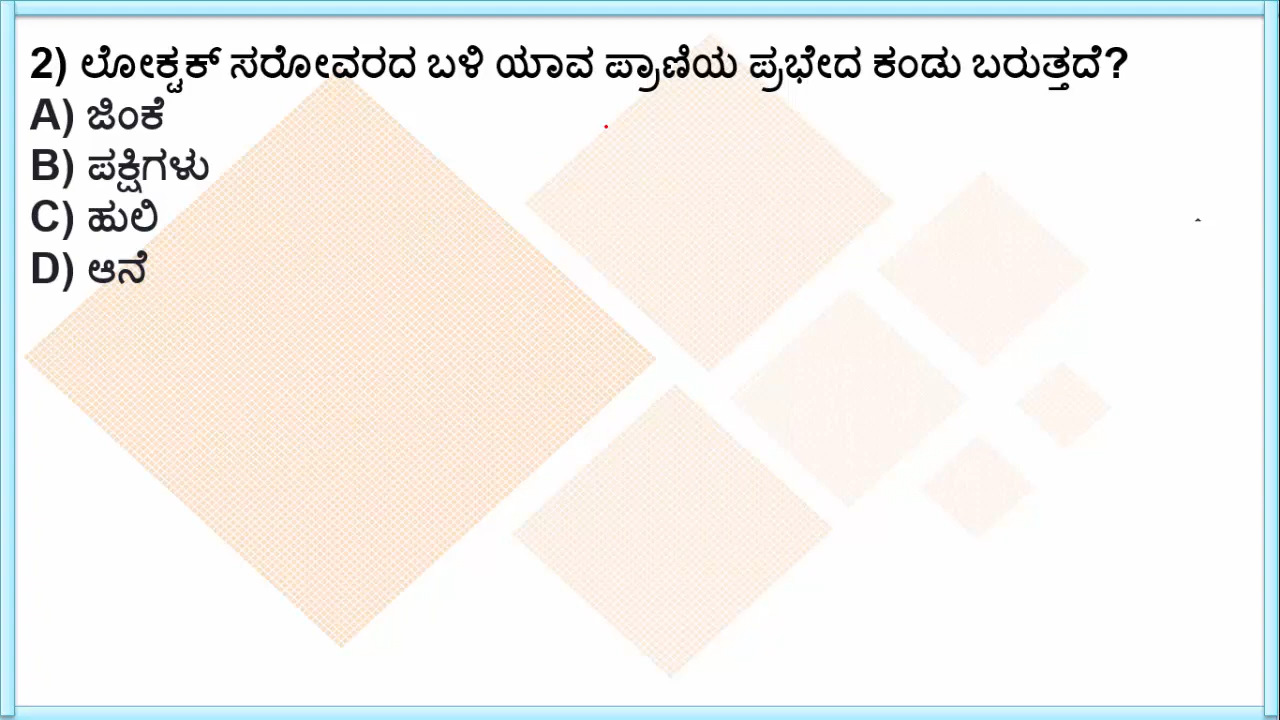 2) ಲೋಕ್ಟಕ್ ಸರೋವರದ ಬಳಿ ಯಾವ ಪ್ರಾಣಿಯ ಪ್ರಭೇದ ಕಂಡು ಬರುತ್ತದೆ?
A) ಜಿಂಕೆ
B) ಪಕ್ಷಿಗಳು
C) ಹುಲಿ
D) ಆನೆ